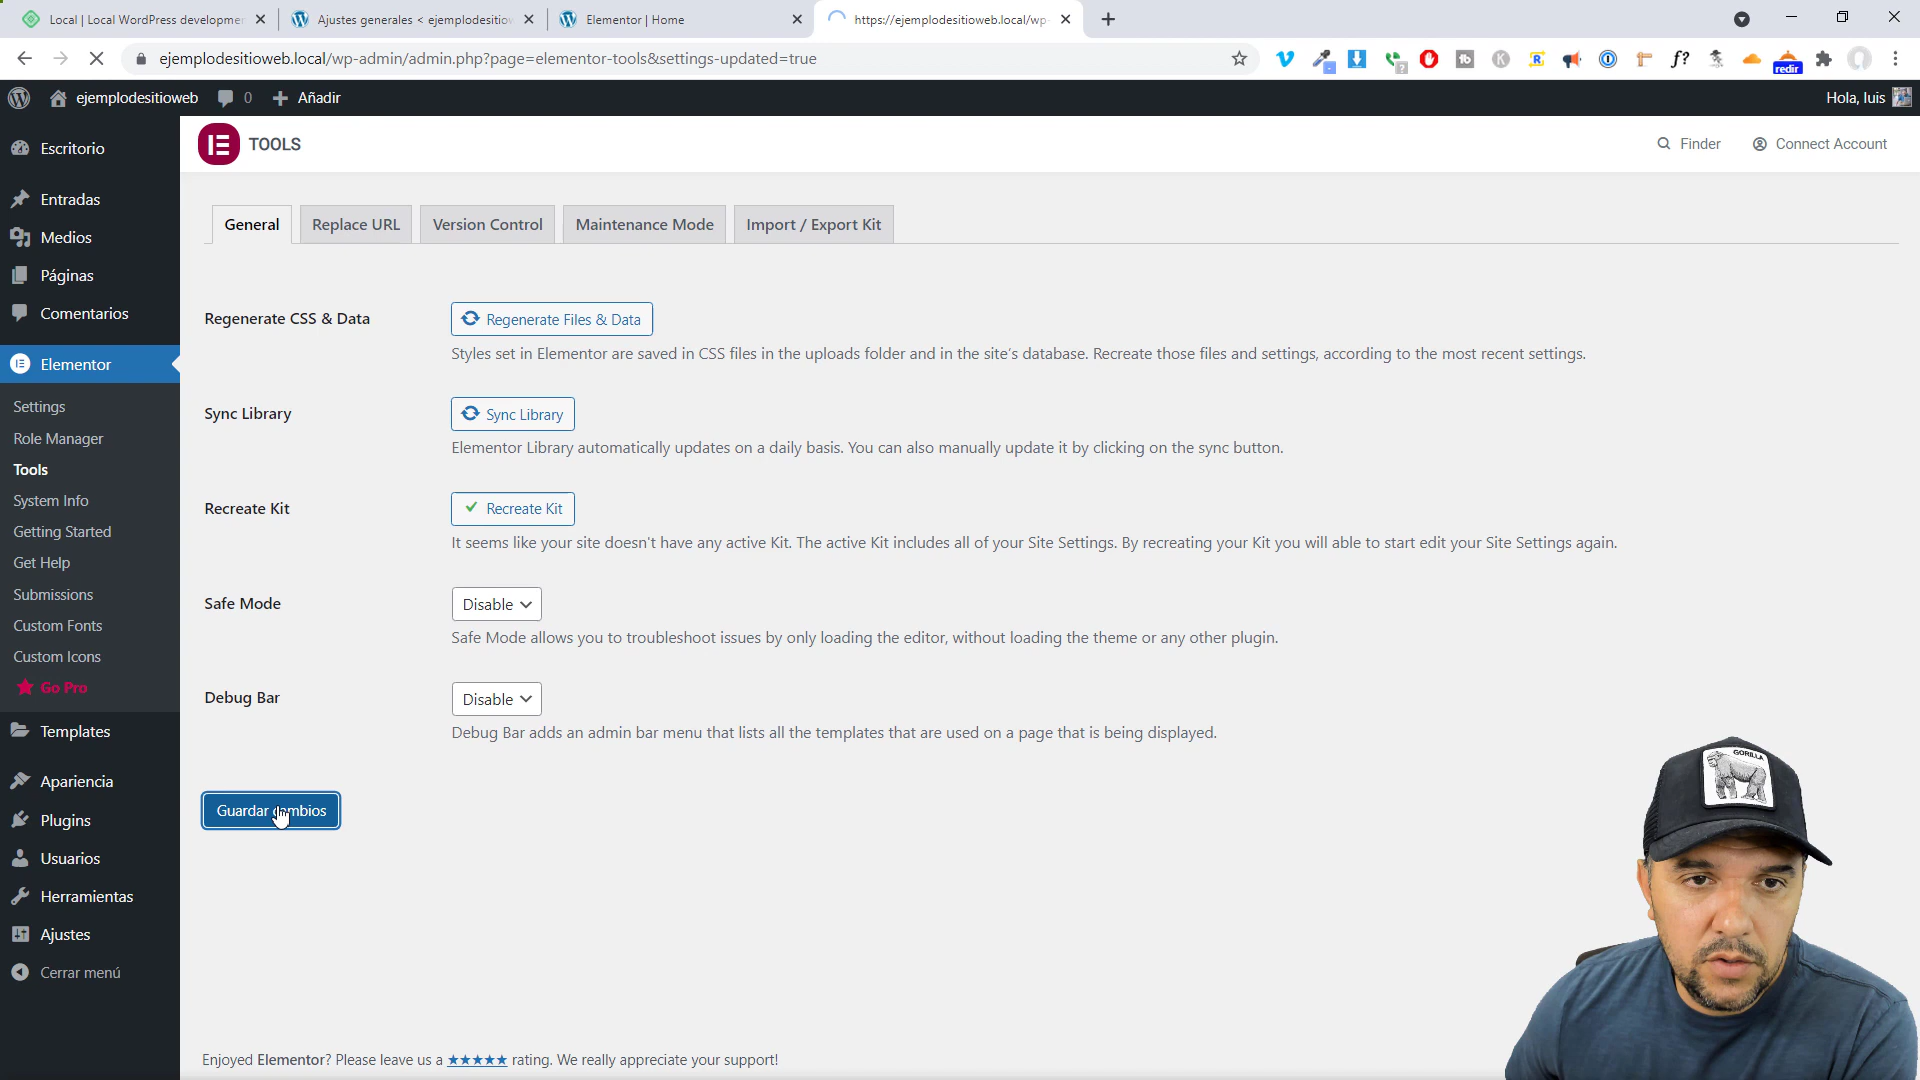 Local | Local WordPress developmer
Ajustes generales < ejemplodesitiow
Elementor | Home
https://ejemplodesitioweb.local/wp-
ejemplodesitioweb.local/wp-admin/admin.php?page=elementor-tools&settings-updated=true
f?
redir
ejemplodesitioweb
0
Añadir
Hola, luis
Escritorio
Entradas
Medios
Páginas
Comentarios
Elementor
Settings
Role Manager
Tools
System Info
Getting Started
Get Help
Submissions
Custom Fonts
Custom Icons
Go Pro
Templates
Apariencia
Plugins
Usuarios
Herramientas
Ajustes
Cerrar menú
TOOLS
Finder
Connect Account
General
Replace URL
Version Control
Maintenance Mode
Import / Export Kit
Regenerate CSS & Data
Regenerate Files & Data
Styles set in Elementor are saved in CSS files in the uploads folder and in the site's database. Recreate those files and settings, according to the most recent settings.
Sync Library
Sync Library
Elementor Library automatically updates on a daily basis. You can also manually update it by clicking on the sync button.
Recreate Kit
Recreate Kit
It seems like your site doesn't have any active Kit. The active Kit includes all of your Site Settings. By recreating your Kit you will able to start edit your Site Settings again.
Safe Mode
Disable
Safe Mode allows you to troubleshoot issues by only loading the editor, without loading the theme or any other plugin.
Debug Bar
Disable
Debug Bar adds an admin bar menu that lists all the templates that are used on a page that is being displayed.
Guardar cambios
GORILLA
Enjoyed Elementor? Please leave us a ★★★★★ rating. We really appreciate your support!